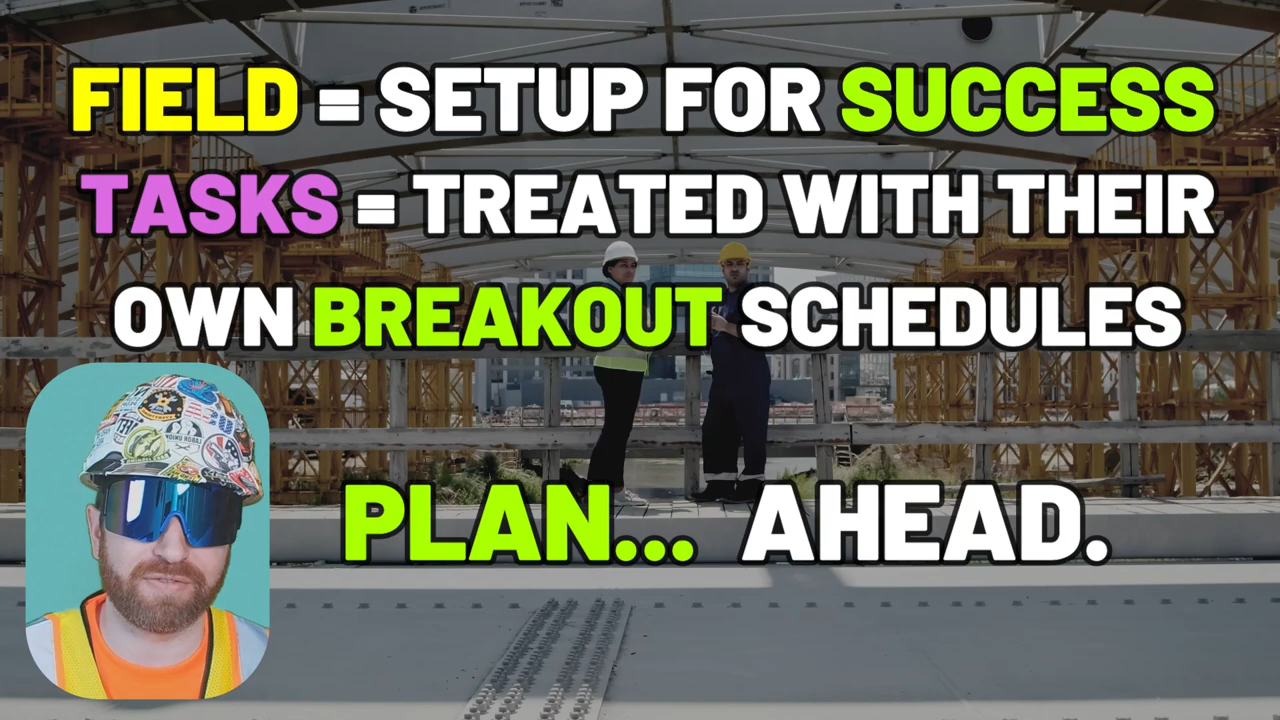 FIELD = SETUP FOR SUCCESS
TASKS = TREATED WITH THEIR
OWN BREAKOUT SCHEDULES
PLAN... AHEAD.